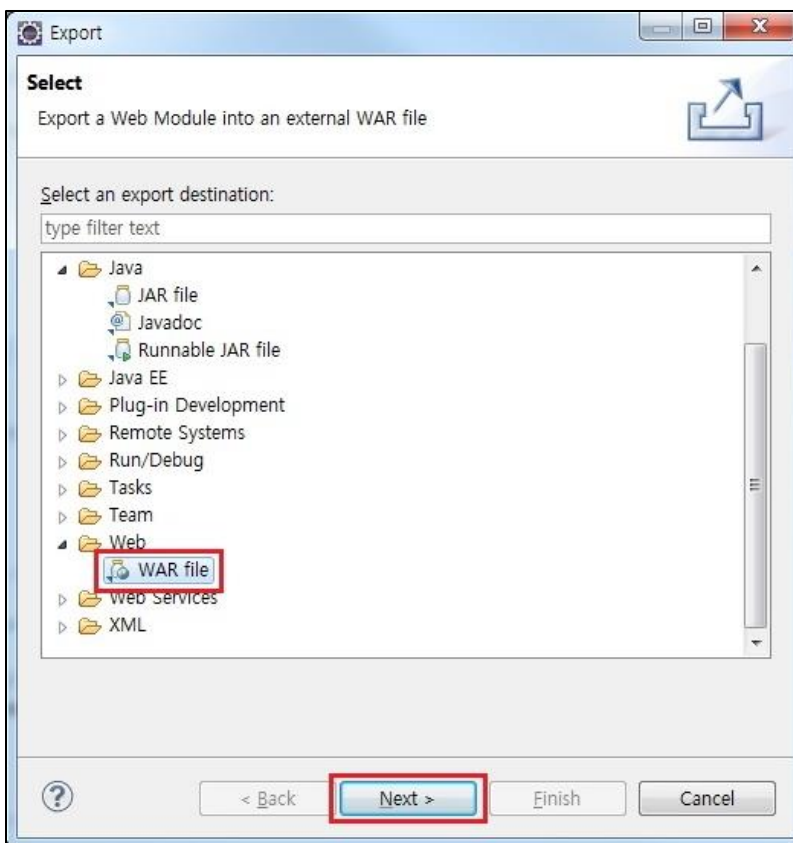 Export
Select
Export a Web Module into an external WAR file
Select an export destination:
type filter text
Java
JAR file
Javadoc
Runnable JAR file
Java EE
Plug-in Development
Remote Systems
Run/Debug
Tasks
Team
Web
WAR file
Web Services
XML
< Back Next > Finish Cancel